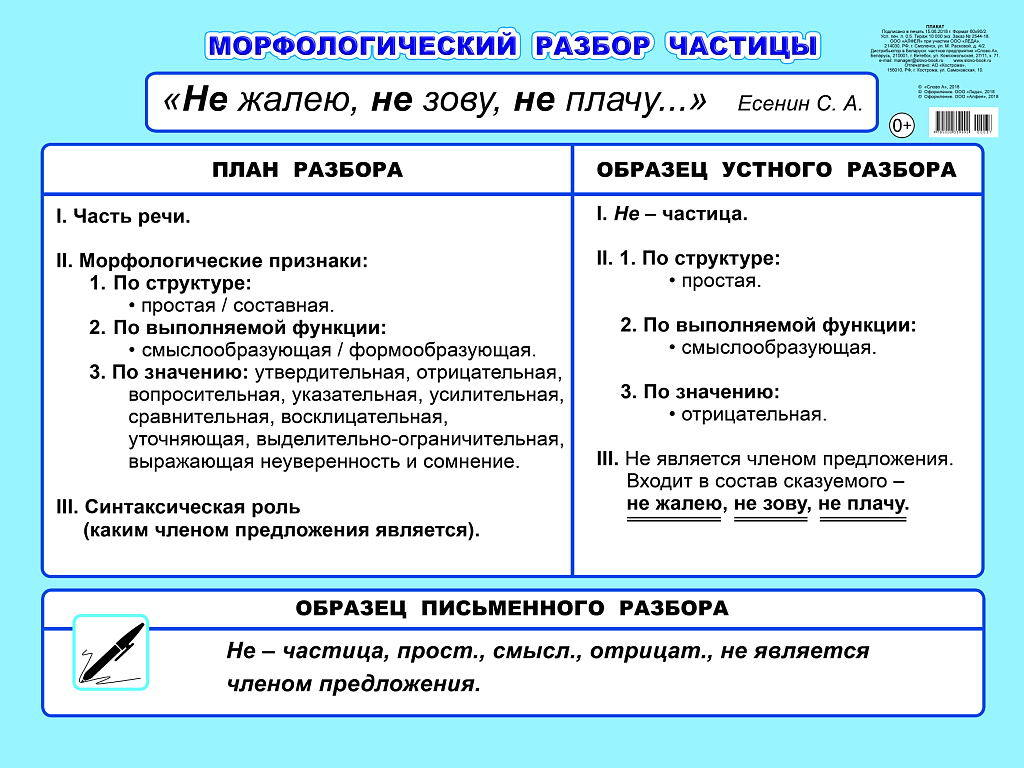 МОРФОЛОГИЧЕСКИЙ РАЗБОР ЧАСТИЦЫ
ПЛАКАТ
«Не жалею, не зову, не плачу...» Есенин С. А.
0+
ПЛАН РАЗБОРА
I. Часть речи.
II. Морфологические признаки:
1. По структуре:
• простая / составная.
2. По выполняемой функции:
• смыслообразующая / формообразующая.
3. По значению: утвердительная, отрицательная,
вопросительная, указательная, усилительная,
сравнительная, восклицательная,
уточняющая, выделительно-ограничительная,
выражающая неуверенность и сомнение.
III. Синтаксическая роль
(каким членом предложения является).
ОБРАЗЕЦ УСТНОГО РАЗБОРА
I. Не – частица.
II. 1. По структуре:
• простая.
2. По выполняемой функции:
• смыслообразующая.
3. По значению:
• отрицательная.
III. Не является членом предложения.
Входит в состав сказуемого –
не жалею, не зову, не плачу.
ОБРАЗЕЦ ПИСЬМЕННОГО РАЗБОРА
Не – частица, прост., смысл., отрицат., не является
членом предложения.